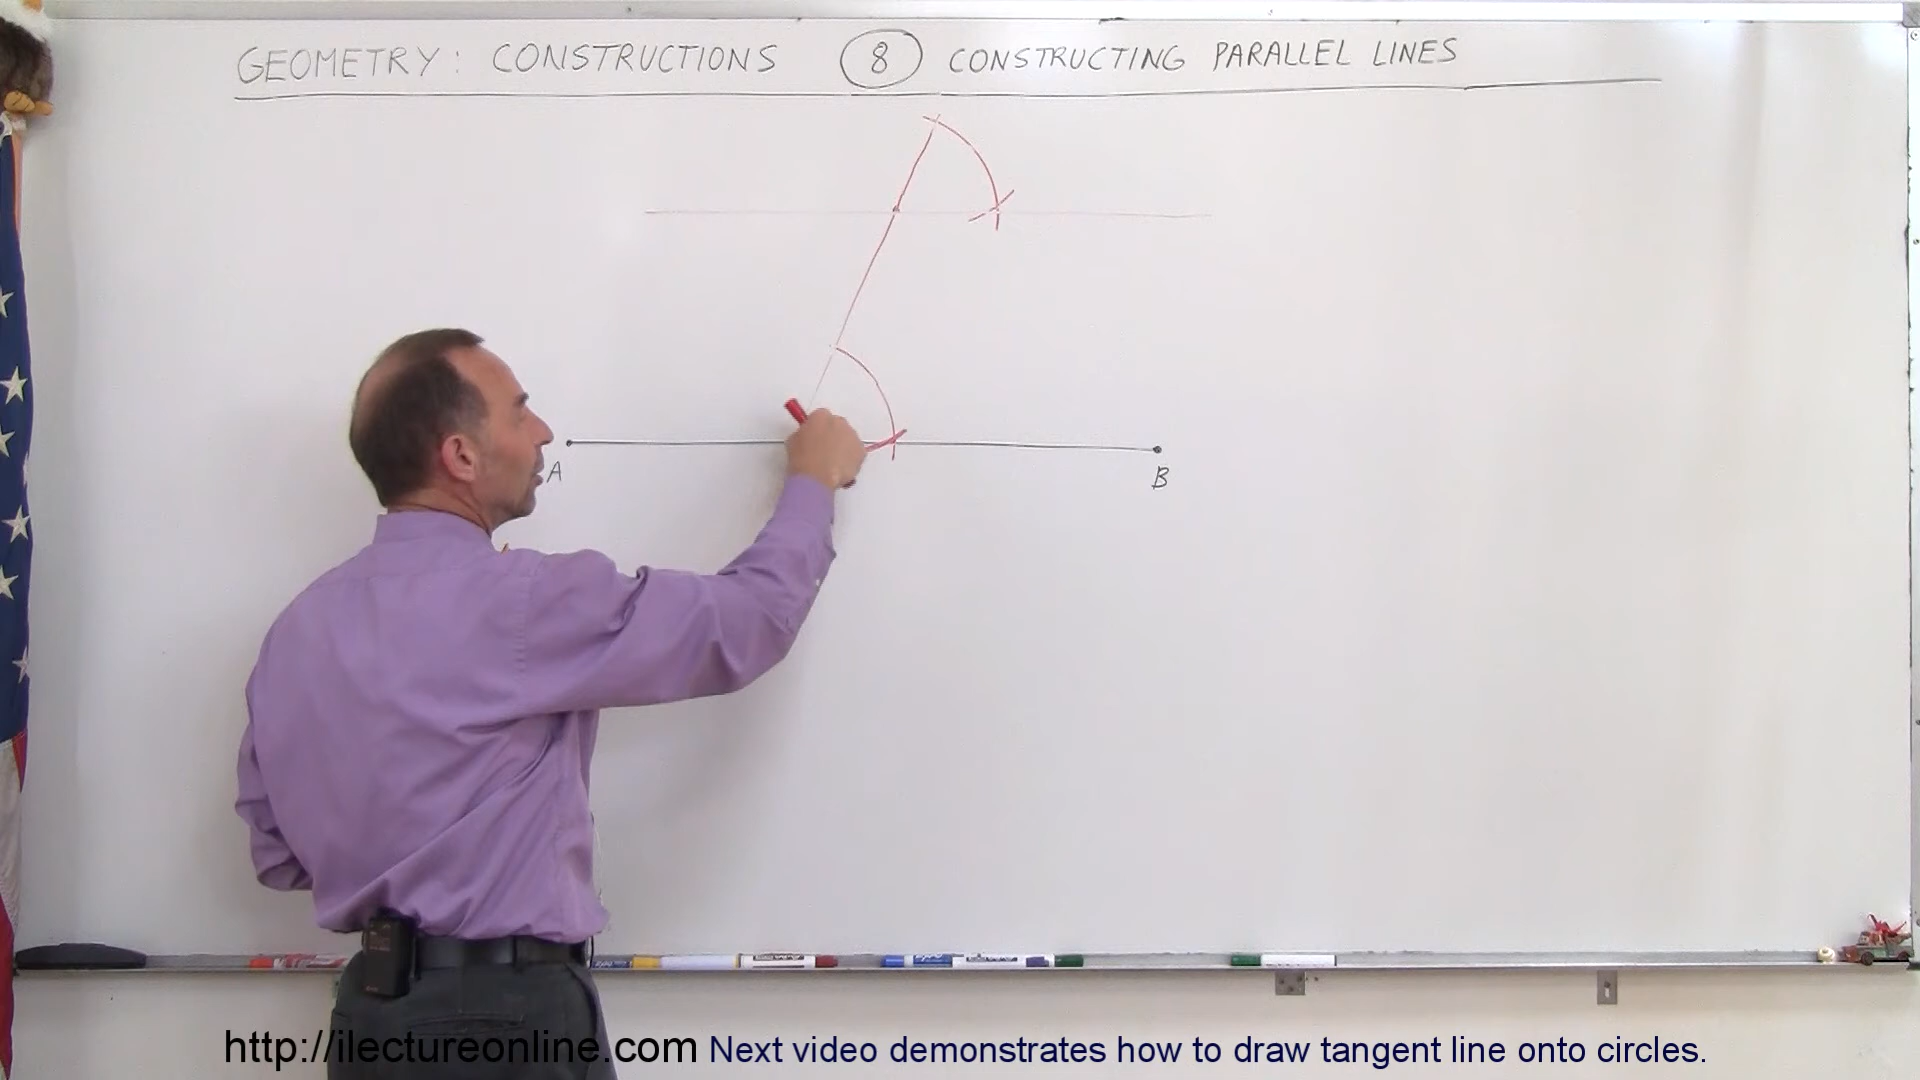 GEOMETRY: CONSTRUCTIONS 8 CONSTRUCTING PARALLEL LINES
A
B
http://ilectureonline.com Next video demonstrates how to draw tangent line onto circles.